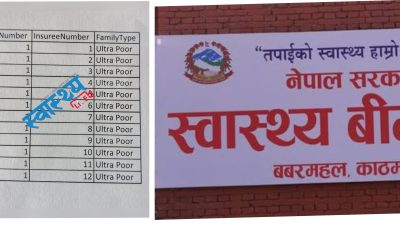 Number InsureeNumber FamilyType
1 1 Ultra Poor
1 2 Ultra Poor
1 3 Ultra Poor
1 4 Ultra Poor
1 Ultra Poor
1 6 Ultra Poor
1 7 Ultra Poor
1 8 Ultra Poor
1 9 Ultra Poor
1 10 Ultra Poor
1 11 Ultra Poor
1 12 Ultra Poor
स्वास्थ्य
"तपाईको स्वास्थ्य हाम्रो
नेपाल सरक
स्वास्थ्य बी
बबरमहल, काठम